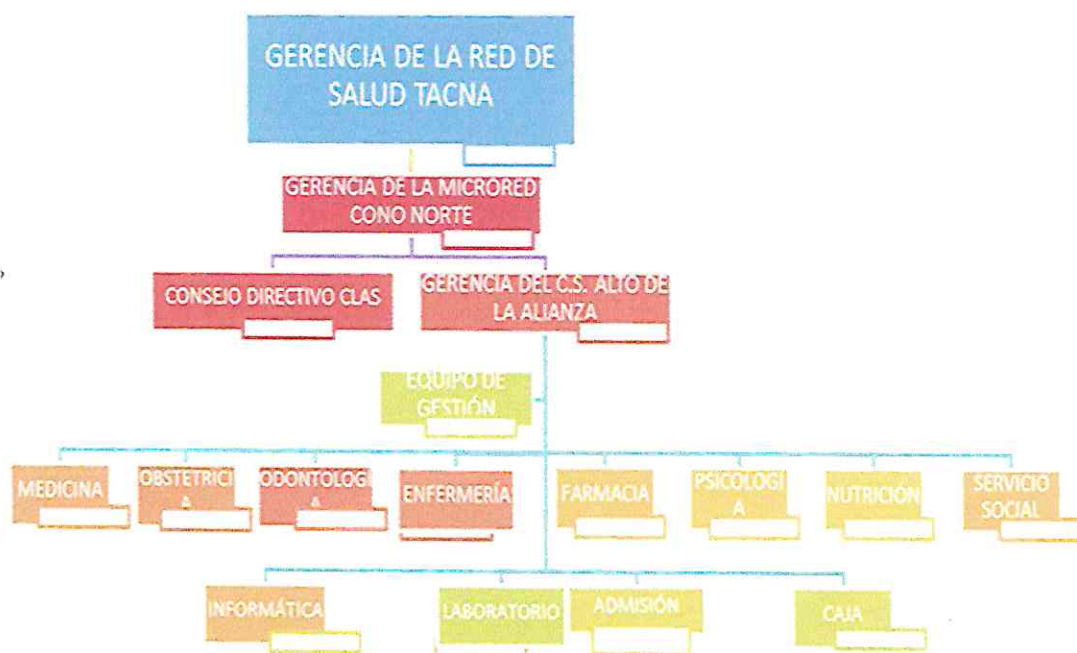 GERENCIA DE LA RED DE
SALUD TACNA
GERENCIA DE LA MICRORED
CONO NORTE
CONSEJO DIRECTIVO CLAS
GERENCIA DEL C.S. ALTO DE
LA ALIANZA
EQUIPO DE
GESTIÓN
MEDICINA
OBSTETRICI
A
ODONTOLOGÍ
A
ENFERMERÍA
FARMACIA
PSICOLOGI
A
NUTRICIÓN
SERVICIO
SOCIAL
INFORMÁTICA
LABORATORIO
ADMISIÓN
CAJA